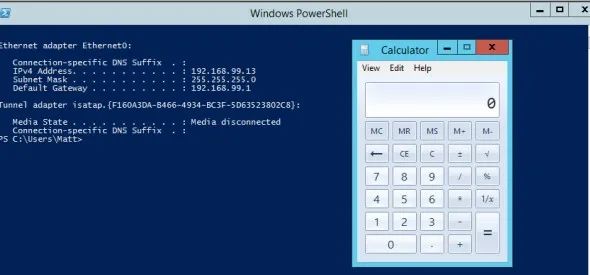 Windows PowerShell
Ethernet adapter Ethernet0:
Connection-specific DNS Suffix . :
IPv4 Address. . . . . . . . . . . : 192.168.99.13
Subnet Mask . . . . . . . . . . . : 255.255.255.0
Default Gateway . . . . . . . . . : 192.168.99.1
Tunnel adapter isatap.{F160A3DA-B466-4934-BC3F-5D63523802C8}:
Media State . . . . . . . . . . . : Media disconnected
Connection-specific DNS Suffix . :
PS C:\Users\Matt>
Calculator
View Edit Help
0
MC MR MS M+ M-
← CE C ± √
7 8 9 / %
4 5 6 * 1/x
1 2 3 - =
0 . +